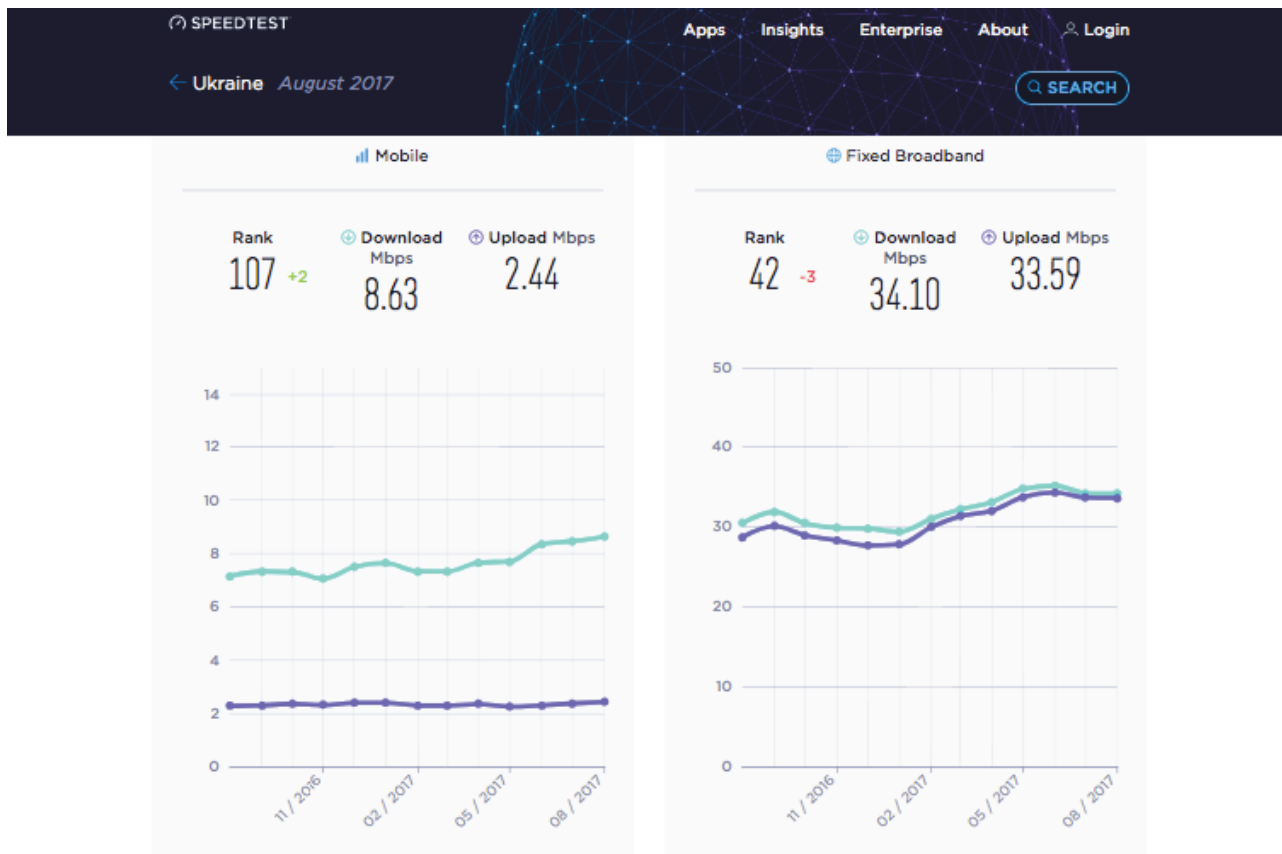 SPEEDTEST
Apps Insights Enterprise About Login
← Ukraine August 2017
SEARCH
Mobile
Rank
107 +2
Download
Mbps
8.63
Upload Mbps
2.44
14
12
10
8
6
4
2
0
11 / 2016
02 / 2017
05 / 2017
08 / 2017
Fixed Broadband
Rank
42 -3
Download
Mbps
34.10
Upload Mbps
33.59
50
40
30
20
10
0
11 / 2016
02 / 2017
05 / 2017
08 / 2017